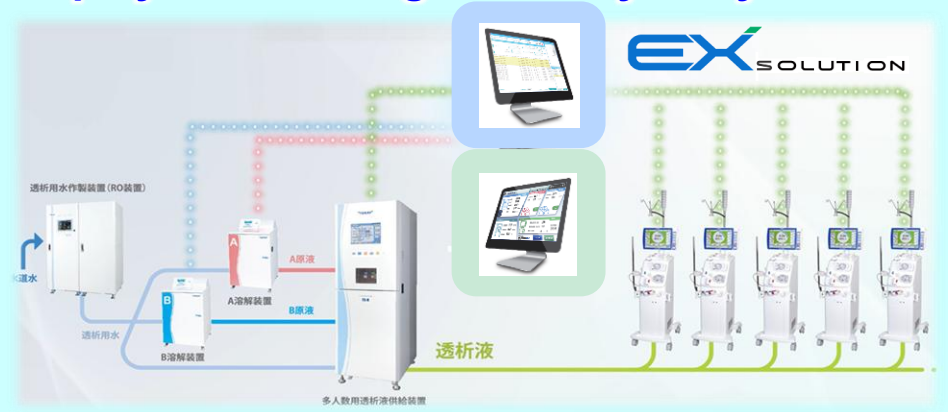 EX SOLUTION
透析用水作製装置(RO装置)
水道水
A
A原液
A溶解装置
B
B原液
透析用水
B溶解装置
透析液
多人数用透析液供給装置